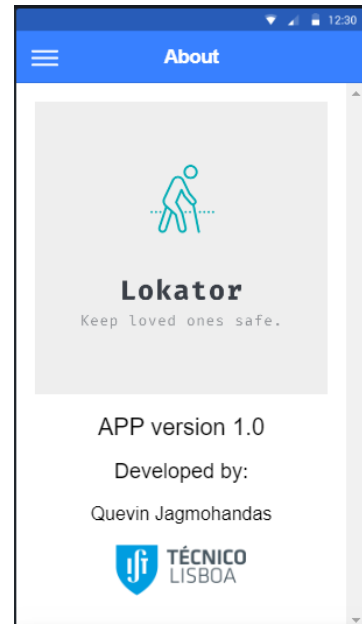 12:30
About
Lokator
Keep loved ones safe.
APP version 1.0
Developed by:
Quevin Jagmohandas
TÉCNICO
LISBOA